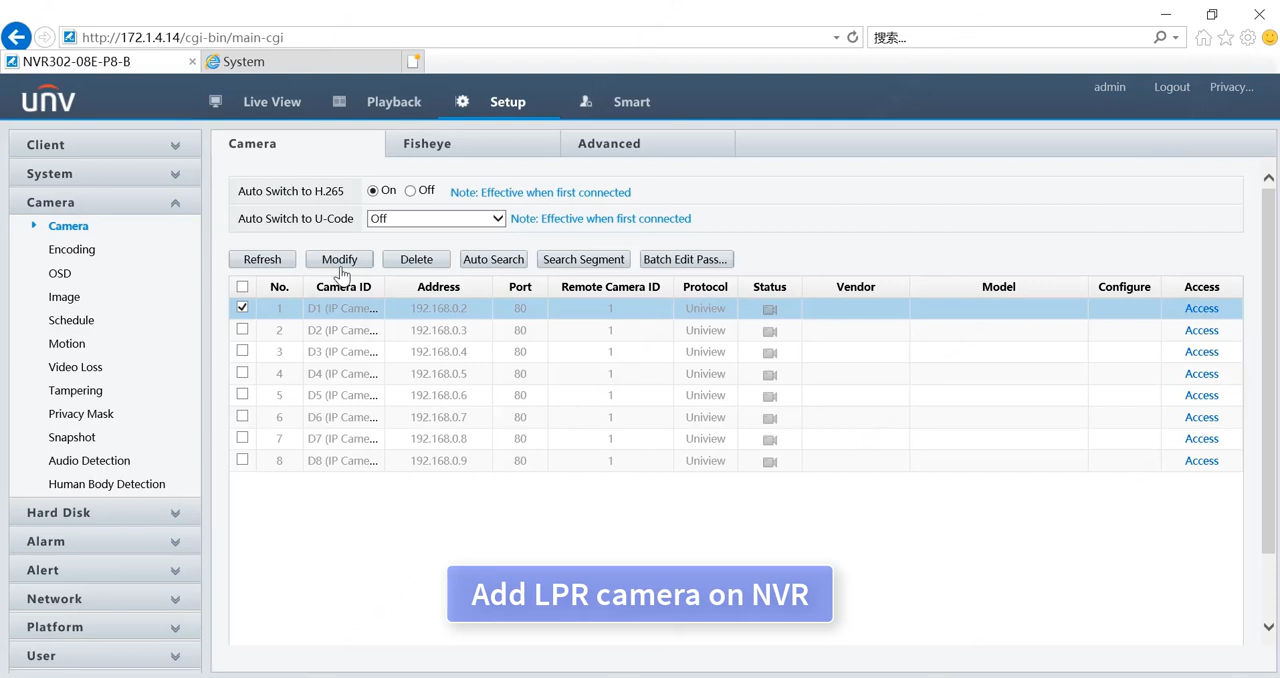 http://172.1.4.14/cgi-bin/main-cgi
搜索...
NVR302-08E-P8-B
System
unv
Live View
Playback
Setup
Smart
admin
Logout
Privacy...
Client
System
Camera
Camera
Encoding
OSD
Image
Schedule
Motion
Video Loss
Tampering
Privacy Mask
Snapshot
Audio Detection
Human Body Detection
Hard Disk
Alarm
Alert
Network
Platform
User
Camera Fisheye Advanced
Auto Switch to H.265 On Off Note: Effective when first connected
Auto Switch to U-Code Off Note: Effective when first connected
Refresh Modify Delete Auto Search Search Segment Batch Edit Pass...
No. Camera ID Address Port Remote Camera ID Protocol Status Vendor Model Configure Access
1 D1 (IP Came... 192.168.0.2 80 1 Uniview Access
2 D2 (IP Came... 192.168.0.3 80 1 Uniview Access
3 D3 (IP Came... 192.168.0.4 80 1 Uniview Access
4 D4 (IP Came... 192.168.0.5 80 1 Uniview Access
5 D5 (IP Came... 192.168.0.6 80 1 Uniview Access
6 D6 (IP Came... 192.168.0.7 80 1 Uniview Access
7 D7 (IP Came... 192.168.0.8 80 1 Uniview Access
8 D8 (IP Came... 192.168.0.9 80 1 Uniview Access
Add LPR camera on NVR